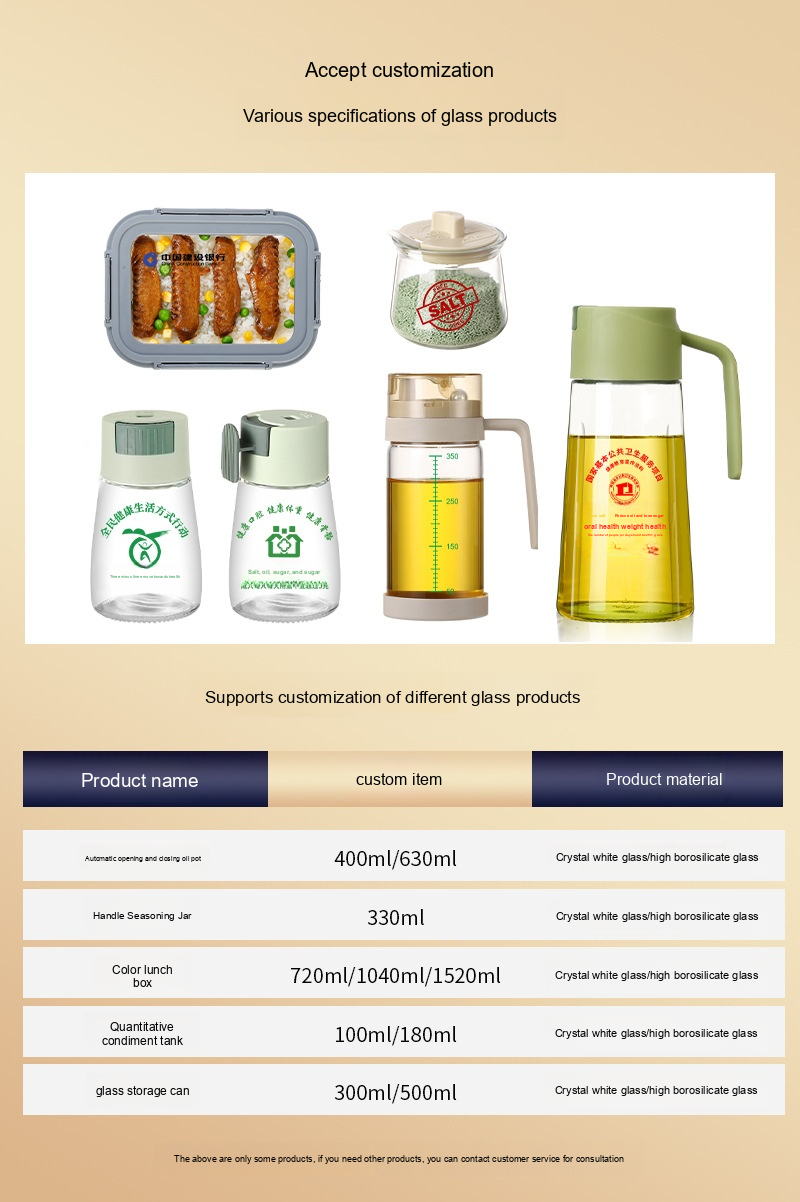 Accept customization
Various specifications of glass products
中国建设银行
China Construction Bank
SALT
350
250
150
50
国家基本公共卫生服务项目
oral health weight health
全民健康生活方式行动
健康口腔 健康体重 健康骨骼
Salt, oil, sugar, and sugar
Supports customization of different glass products
Product name custom item Product material
Automatic opening and closing oil pot 400ml/630ml Crystal white glass/high borosilicate glass
Handle Seasoning Jar 330ml Crystal white glass/high borosilicate glass
Color lunch
box
720ml/1040ml/1520ml Crystal white glass/high borosilicate glass
Quantitative
condiment tank
100ml/180ml Crystal white glass/high borosilicate glass
glass storage can 300ml/500ml Crystal white glass/high borosilicate glass
The above are only some products, if you need other products, you can contact customer service for consultation